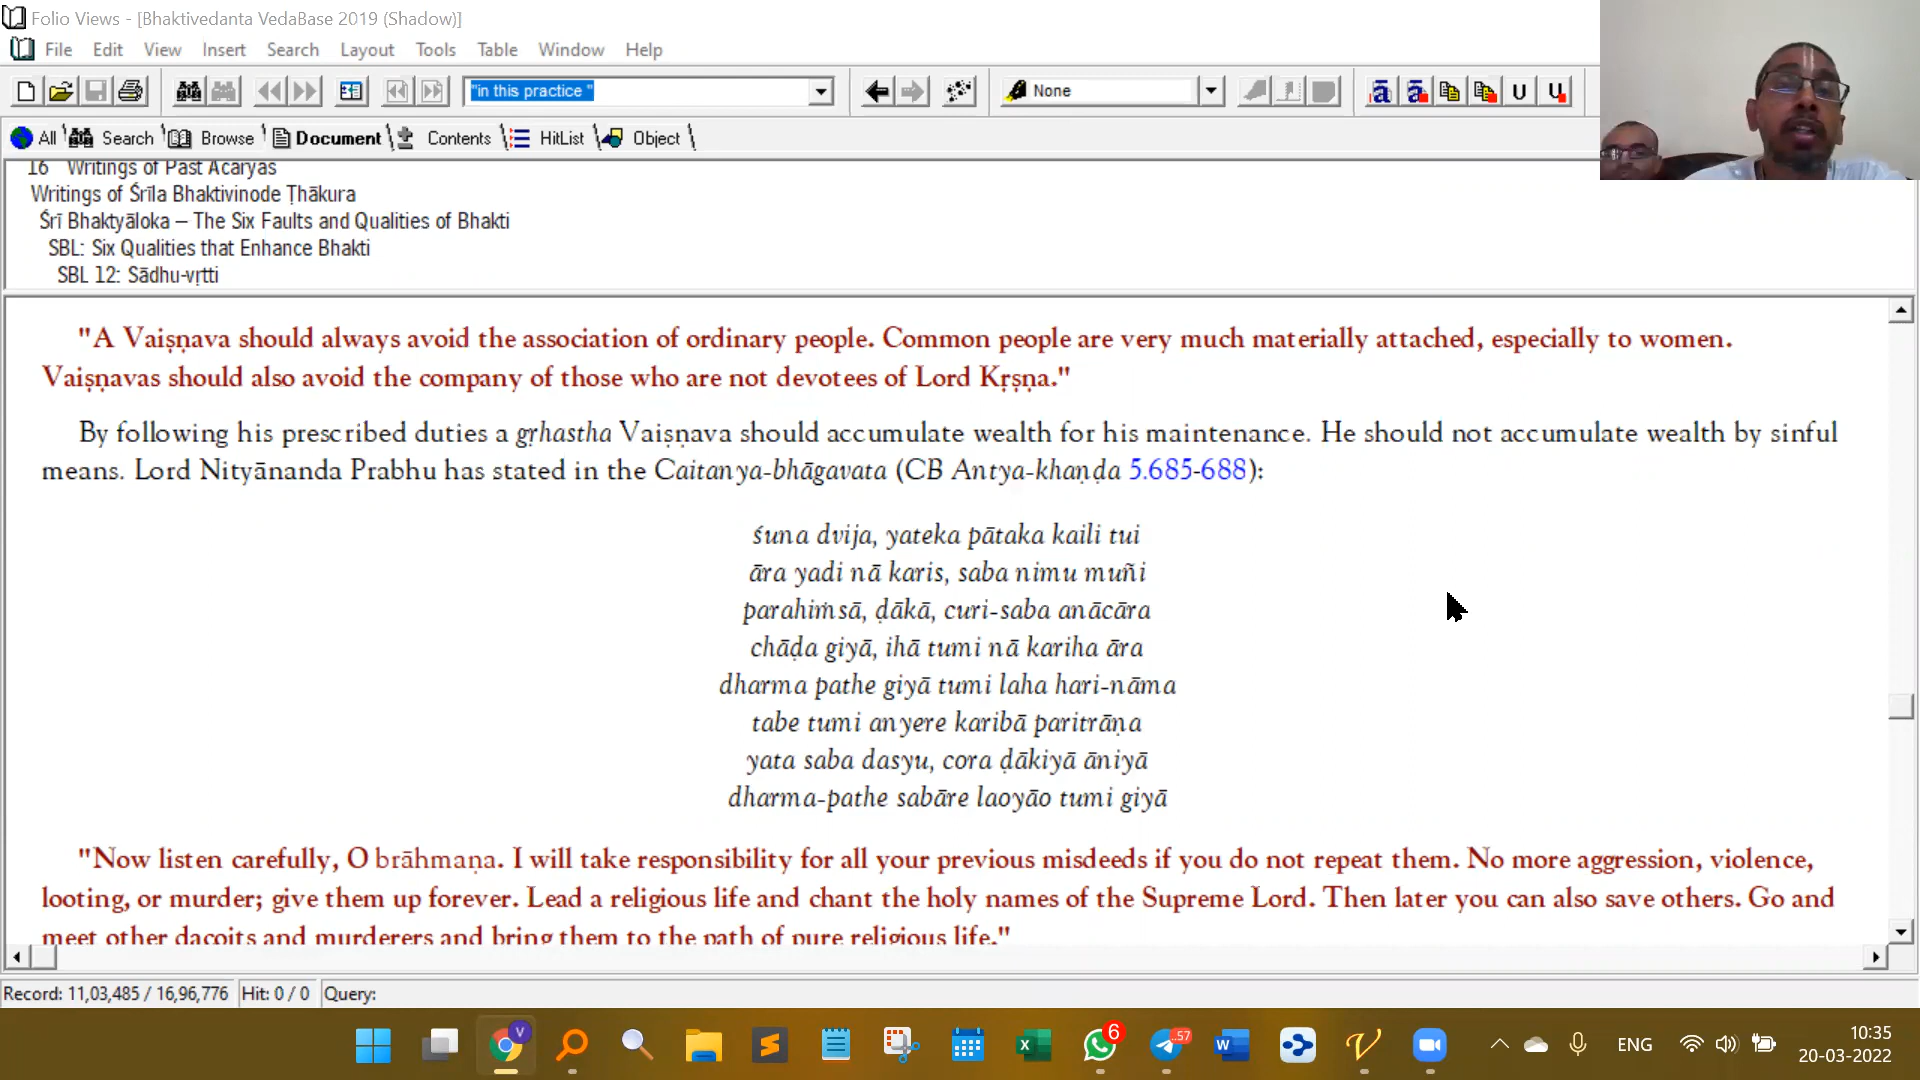 Folio Views - [Bhaktivedanta VedaBase 2019 (Shadow)]
File Edit View Insert Search Layout Tools Table Window Help
"in this practice "
None
All Search Browse Document Contents HitList Object
16 Writings of Past Ācāryas
Writings of Śrīla Bhaktivinode Ṭhākura
Śrī Bhaktyāloka – The Six Faults and Qualities of Bhakti
SBL: Six Qualities that Enhance Bhakti
SBL 12: Sādhu-vṛtti
"A Vaiṣṇava should always avoid the association of ordinary people. Common people are very much materially attached, especially to women.
Vaiṣṇavas should also avoid the company of those who are not devotees of Lord Kṛṣṇa."
By following his prescribed duties a gṛhastha Vaiṣṇava should accumulate wealth for his maintenance. He should not accumulate wealth by sinful
means. Lord Nityānanda Prabhu has stated in the Caitanya-bhāgavata (CB Antya-khaṇḍa 5.685-688):
śuna dvija, yateka pātaka kaili tui
āra yadi nā karis, saba nimu muñi
parahiṁsā, ḍākā, curi-saba anācāra
chāḍa giyā, ihā tumi nā kariha āra
dharma pathe giyā tumi laha hari-nāma
tabe tumi anyere karibā paritrāṇa
yata saba dasyu, cora ḍākiyā āniyā
dharma-pathe sabāre laoyāo tumi giyā
"Now listen carefully, O brāhmaṇa. I will take responsibility for all your previous misdeeds if you do not repeat them. No more aggression, violence,
looting, or murder; give them up forever. Lead a religious life and chant the holy names of the Supreme Lord. Then later you can also save others. Go and
meet other dacoits and murderers and bring them to the path of pure religious life."
Record: 11,03,485 / 16,96,776 Hit: 0 / 0 Query:
V 6 57 ENG 10:35
20-03-2022